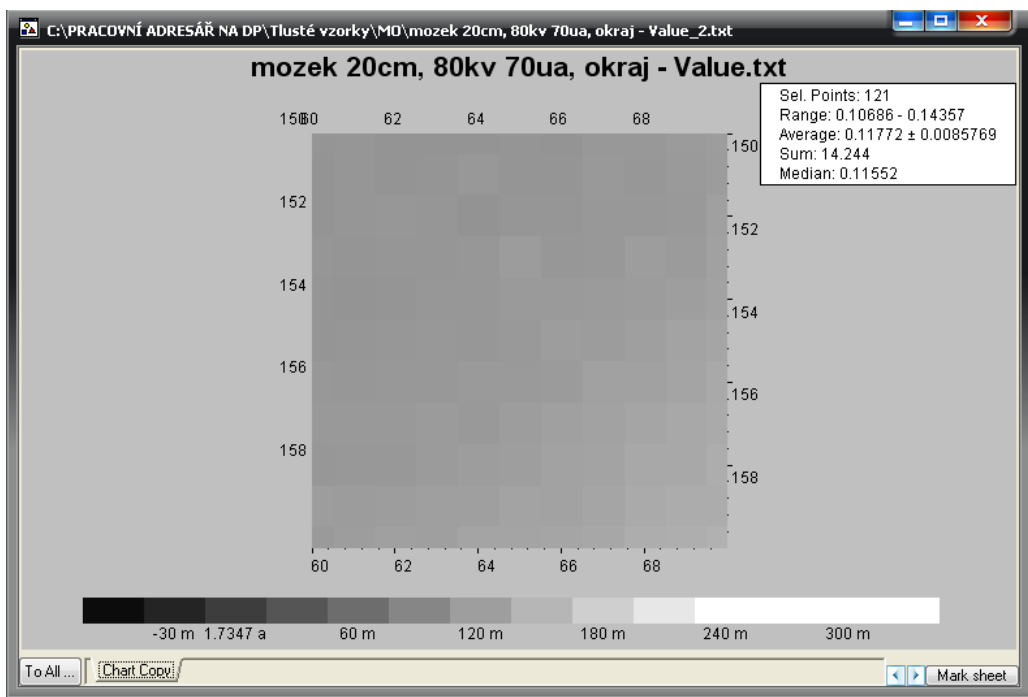 C:\PRACOVNÍ ADRESÁŘ NA DP\Tlusté vzorky\MO\mozek 20cm, 80kv 70ua, okraj - Value_2.txt
mozek 20cm, 80kv 70ua, okraj - Value.txt
Sel. Points: 121
Range: 0.10686 - 0.14357
Average: 0.11772 ± 0.0085769
Sum: 14.244
Median: 0.11552
60 62 64 66 68
150
152
152
154
154
156
156
158
158
60 62 64 66 68
-30 m 1.7347 a 60 m 120 m 180 m 240 m 300 m
To All ... Chart Copy Mark sheet